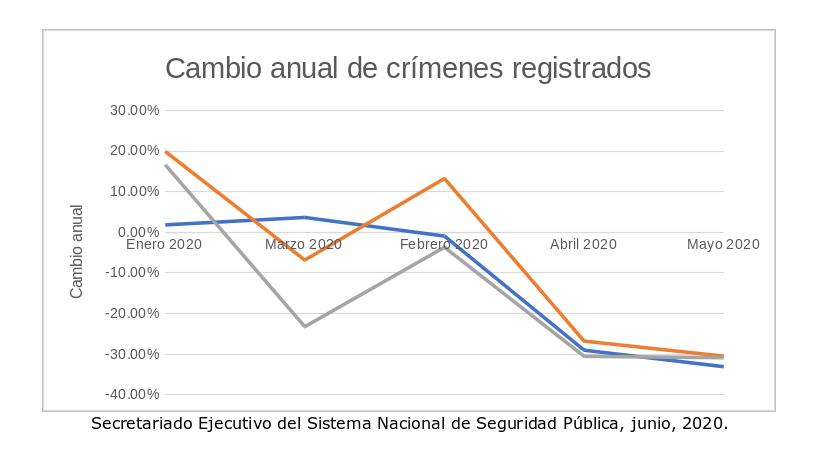 Cambio anual de crímenes registrados
30.00%
20.00%
10.00%
0.00%
Enero 2020 Marzo 2020 Febrero 2020 Abril 2020 Mayo 2020
-10.00%
-20.00%
-30.00%
-40.00%
Cambio anual
Secretariado Ejecutivo del Sistema Nacional de Seguridad Pública, junio, 2020.